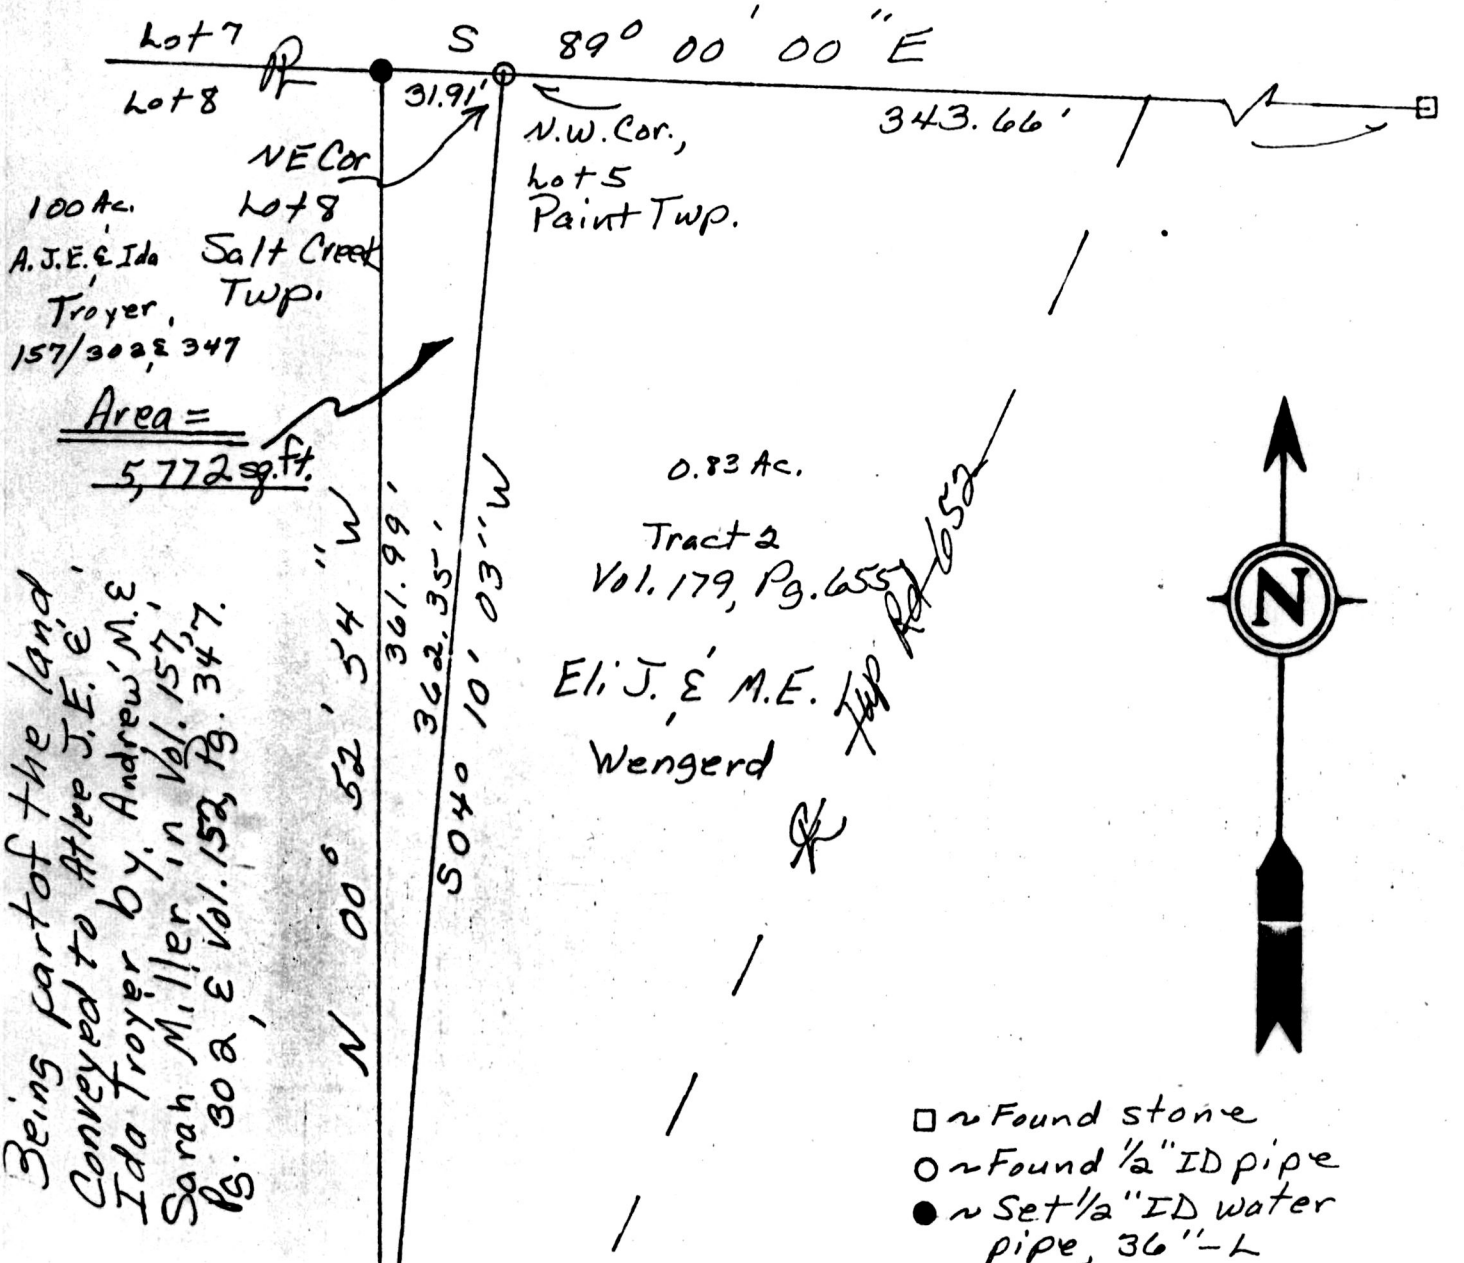 Lot 7
S 89° 00' 00" E
Lot 8
PL
31.91'
343.66'
NE Cor
Lot 8
Salt Creek
Twp.
N.W. Cor.,
Lot 5
Paint Twp.
100 Ac.
A.J.E. & Ida
Troyer,
157/302 & 347
Area =
5,772 sq.ft.
N 00° 52' 54" W
361.99'
362.35'
S 04° 10' 03" W
0.83 Ac.
Tract 2
Vol. 179, Pg. 655
Eli J. & M.E.
Wengerd
Twp Rd 652
CL
Being part of the land
Conveyed to Atlee J.E. &
Ida Troyer by Andrew M. &
Sarah Miller in Vol. 157,
Pg. 302 & Vol. 152, Pg. 347.
N
□ ~ Found stone
○ ~ Found 1/2" ID pipe
● ~ Set 1/2" ID water
pipe, 36"-L